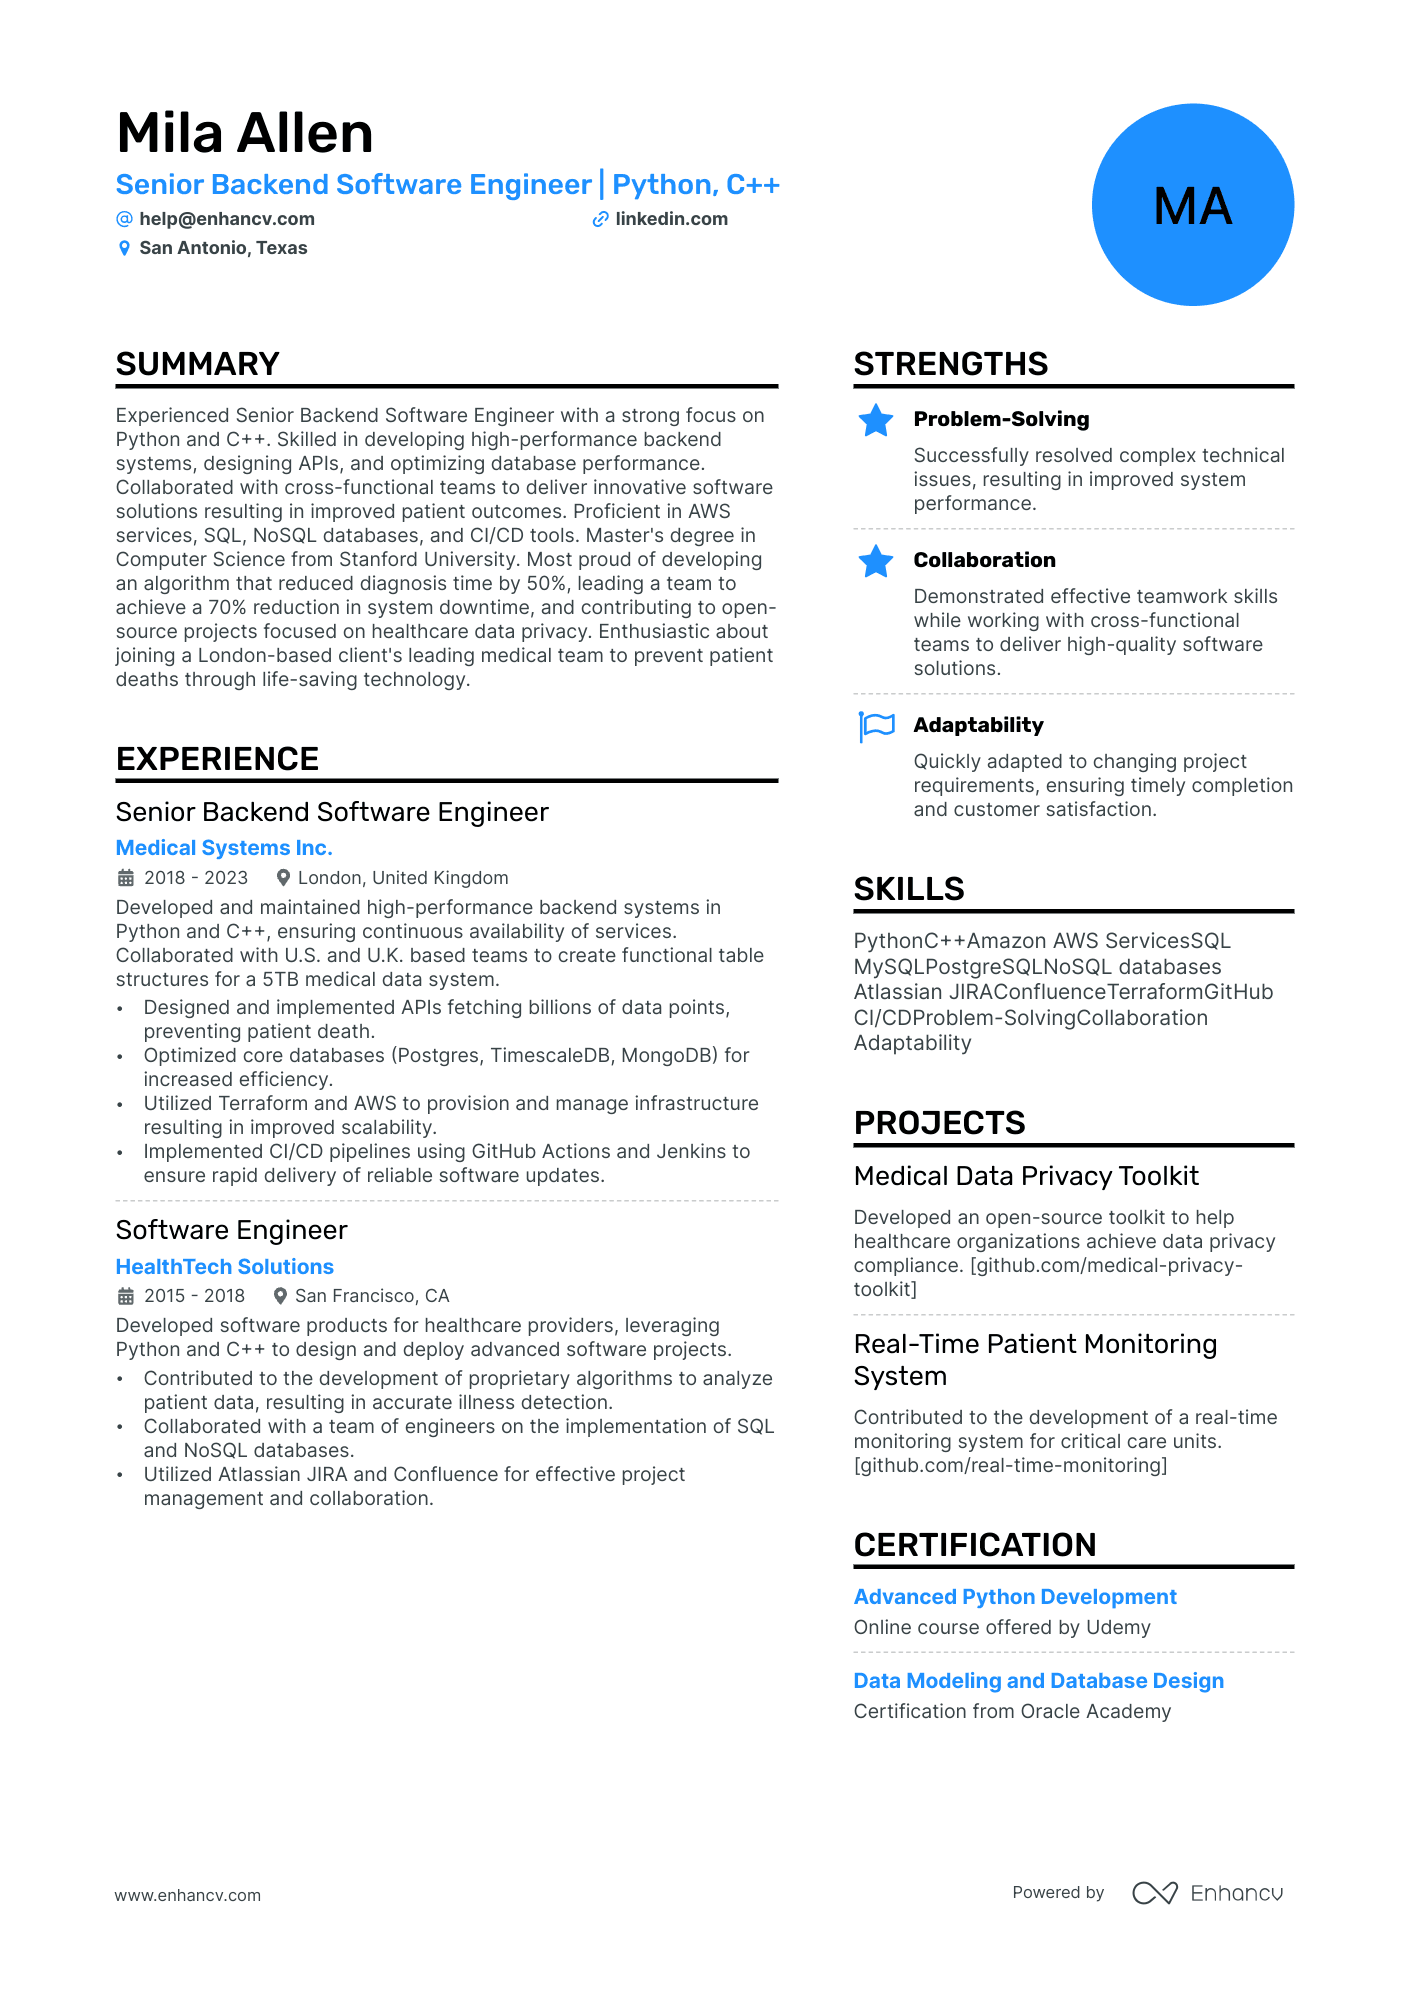 Mila Allen
Senior Backend Software Engineer | Python, C++
help@enhancv.com linkedin.com
San Antonio, Texas
MA
SUMMARY
Experienced Senior Backend Software Engineer with a strong focus on
Python and C++. Skilled in developing high-performance backend
systems, designing APIs, and optimizing database performance.
Collaborated with cross-functional teams to deliver innovative software
solutions resulting in improved patient outcomes. Proficient in AWS
services, SQL, NoSQL databases, and CI/CD tools. Master's degree in
Computer Science from Stanford University. Most proud of developing
an algorithm that reduced diagnosis time by 50%, leading a team to
achieve a 70% reduction in system downtime, and contributing to open-
source projects focused on healthcare data privacy. Enthusiastic about
joining a London-based client's leading medical team to prevent patient
deaths through life-saving technology.
EXPERIENCE
Senior Backend Software Engineer
Medical Systems Inc.
2018 - 2023 London, United Kingdom
Developed and maintained high-performance backend systems in
Python and C++, ensuring continuous availability of services.
Collaborated with U.S. and U.K. based teams to create functional table
structures for a 5TB medical data system.
• Designed and implemented APIs fetching billions of data points,
preventing patient death.
• Optimized core databases (Postgres, TimescaleDB, MongoDB) for
increased efficiency.
• Utilized Terraform and AWS to provision and manage infrastructure
resulting in improved scalability.
• Implemented CI/CD pipelines using GitHub Actions and Jenkins to
ensure rapid delivery of reliable software updates.
Software Engineer
HealthTech Solutions
2015 - 2018 San Francisco, CA
Developed software products for healthcare providers, leveraging
Python and C++ to design and deploy advanced software projects.
• Contributed to the development of proprietary algorithms to analyze
patient data, resulting in accurate illness detection.
• Collaborated with a team of engineers on the implementation of SQL
and NoSQL databases.
• Utilized Atlassian JIRA and Confluence for effective project
management and collaboration.
STRENGTHS
Problem-Solving
Successfully resolved complex technical
issues, resulting in improved system
performance.
Collaboration
Demonstrated effective teamwork skills
while working with cross-functional
teams to deliver high-quality software
solutions.
Adaptability
Quickly adapted to changing project
requirements, ensuring timely completion
and customer satisfaction.
SKILLS
PythonC++Amazon AWS ServicesSQL
MySQLPostgreSQLNoSQL databases
Atlassian JIRAConfluenceTerraformGitHub
CI/CDProblem-SolvingCollaboration
Adaptability
PROJECTS
Medical Data Privacy Toolkit
Developed an open-source toolkit to help
healthcare organizations achieve data privacy
compliance. [github.com/medical-privacy-
toolkit]
Real-Time Patient Monitoring
System
Contributed to the development of a real-time
monitoring system for critical care units.
[github.com/real-time-monitoring]
CERTIFICATION
Advanced Python Development
Online course offered by Udemy
Data Modeling and Database Design
Certification from Oracle Academy
www.enhancv.com
Powered by Enhancv